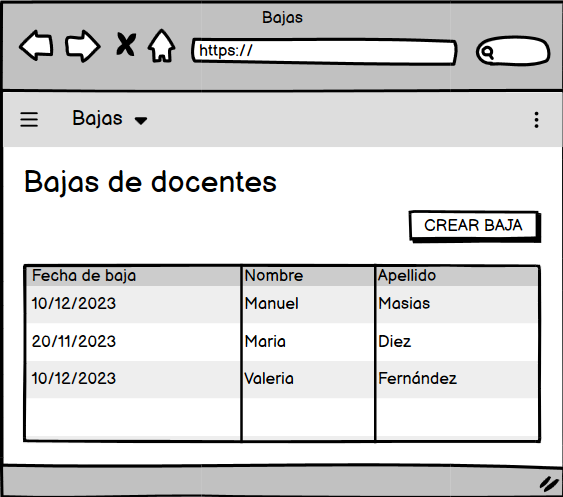 Bajas
https://
Bajas
Bajas de docentes
CREAR BAJA
Fecha de baja Nombre Apellido
10/12/2023 Manuel Masias
20/11/2023 Maria Diez
10/12/2023 Valeria Fernández